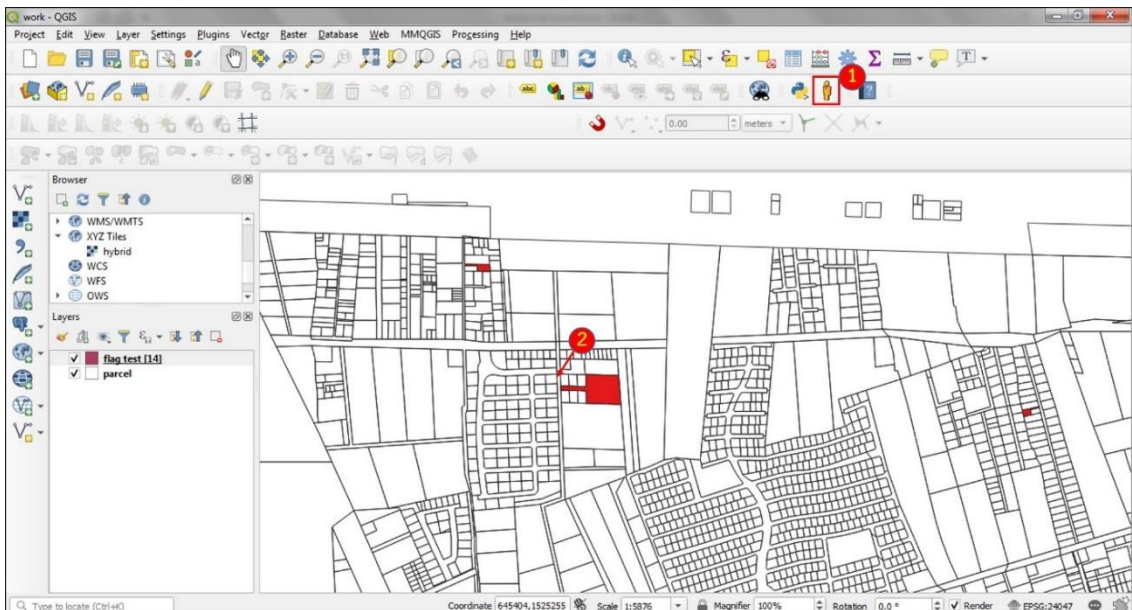 work - QGIS
Project Edit View Layer Settings Plugins Vector Raster Database Web MMQGIS Processing Help
1
abc ab
0.00 meters
Browser
WMS/WMTS
XYZ Tiles
hybrid
WCS
WFS
OWS
Layers
flag test [14]
parcel
2
Type to locate (Ctrl+K) Coordinate 645404,1525255 Scale 1:5876 Magnifier 100% Rotation 0.0 ° Render EPSG:24047